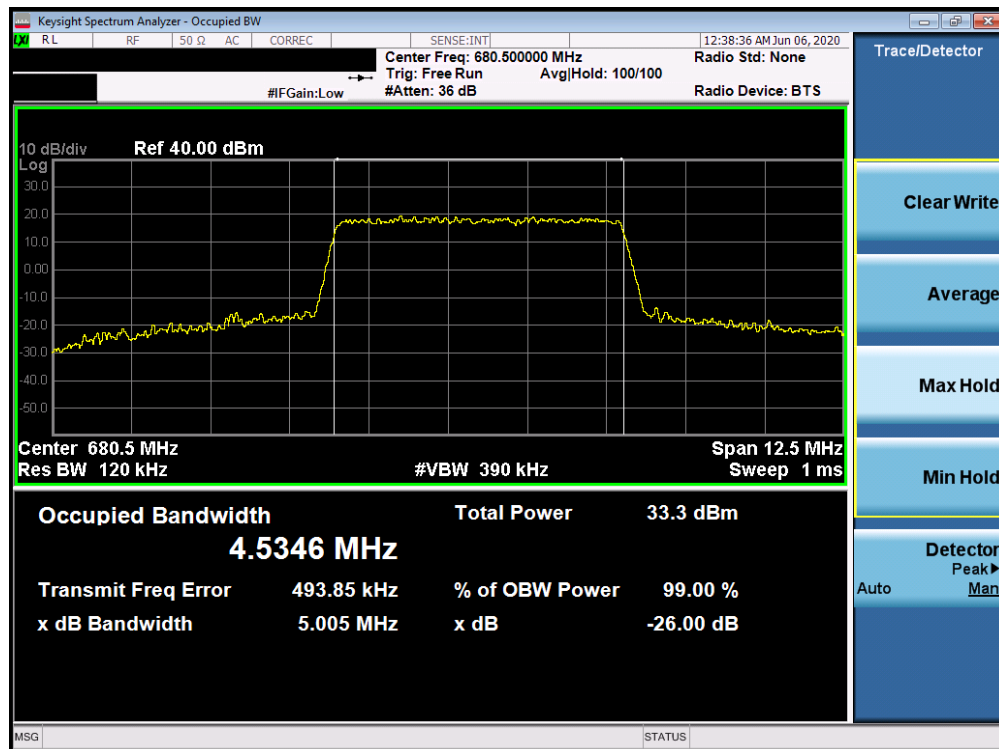 Keysight Spectrum Analyzer - Occupied BW
LXI RL RF 50 Ω AC CORREC SENSE:INT 12:38:36 AM Jun 06, 2020
Center Freq: 680.500000 MHz Radio Std: None
Trig: Free Run Avg|Hold: 100/100
#IFGain:Low #Atten: 36 dB Radio Device: BTS
10 dB/div Ref 40.00 dBm
Log
30.0
20.0
10.0
0.00
-10.0
-20.0
-30.0
-40.0
-50.0
Center 680.5 MHz Span 12.5 MHz
Res BW 120 kHz #VBW 390 kHz Sweep 1 ms
Occupied Bandwidth Total Power 33.3 dBm
4.5346 MHz
Transmit Freq Error 493.85 kHz % of OBW Power 99.00 %
x dB Bandwidth 5.005 MHz x dB -26.00 dB
Trace/Detector
Clear Write
Average
Max Hold
Min Hold
Detector
Peak▶
Auto Man
MSG STATUS